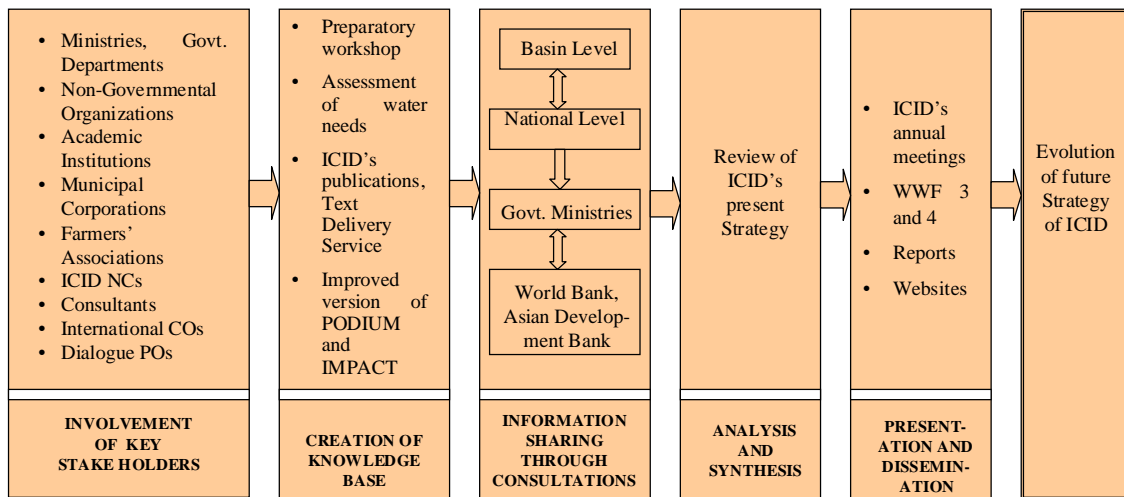 • Ministries, Govt.
Departments
• Non-Governmental
Organizations
• Academic
Institutions
• Municipal
Corporations
• Farmers’
Associations
• ICID NCs
• Consultants
• International COs
• Dialogue POs
INVOLVEMENT
OF KEY
STAKE HOLDERS
• Preparatory
workshop
• Assessment
of water
needs
• ICID’s
publications,
Text
Delivery
Service
• Improved
version of
PODIUM
and
IMPACT
CREATION OF
KNOWLEDGE
BASE
Basin Level
National Level
Govt. Ministries
World Bank,
Asian Develop-
ment Bank
INFORMATION
SHARING
THROUGH
CONSULTATIONS
Review of
ICID’s
present
Strategy
ANALYSIS
AND
SYNTHESIS
• ICID’s
annual
meetings
• WWF 3
and 4
• Reports
• Websites
PRESENT-
ATION AND
DISSEMIN-
ATION
Evolution
of future
Strategy
of ICID